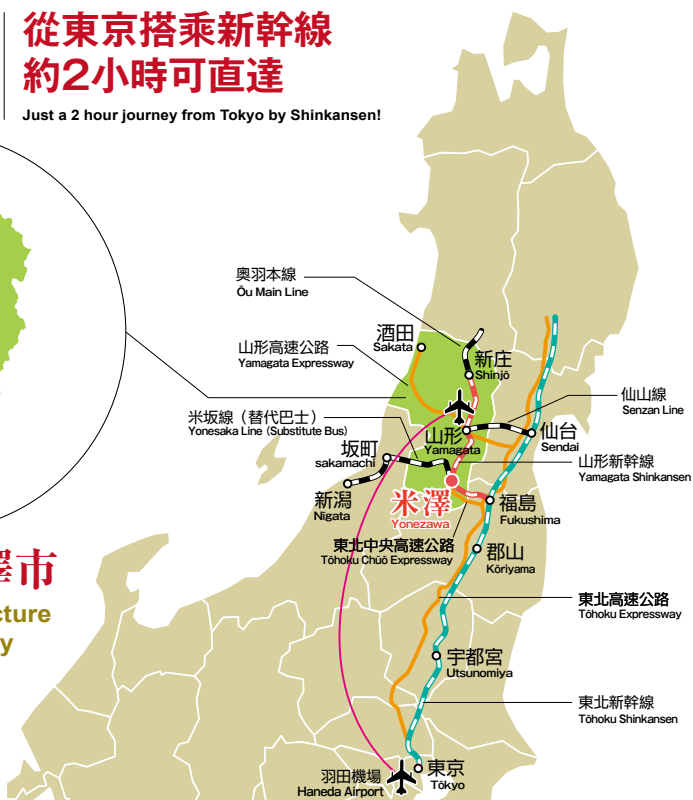 從東京搭乘新幹線
約2小時可直達
Just a 2 hour journey from Tokyo by Shinkansen!
奧羽本線
Ōu Main Line
酒田
Sakata
山形高速公路
Yamagata Expressway
新庄
Shinjō
米坂線（替代巴士）
Yonesaka Line (Substitute Bus)
仙山線
Senzan Line
山形
Yamagata
仙台
Sendai
坂町
sakamachi
山形新幹線
Yamagata Shinkansen
新潟
Nigata
米澤
Yonezawa
福島
Fukushima
東北中央高速公路
Tōhoku Chūō Expressway
郡山
Kōriyama
澤市
cture
y
東北高速公路
Tōhoku Expressway
宇都宮
Utsunomiya
東北新幹線
Tōhoku Shinkansen
羽田機場
Haneda Airport
東京
Tōkyo